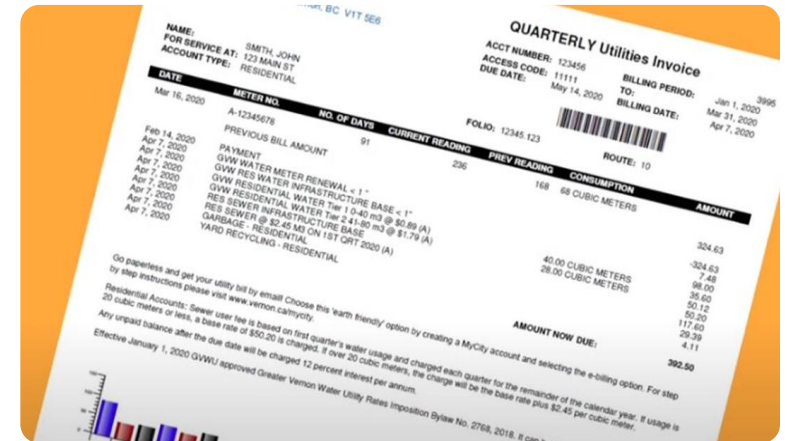 on, BC V1T 5E6
QUARTERLY Utilities Invoice
3995
NAME: SMITH, JOHN
FOR SERVICE AT: 123 MAIN ST
ACCOUNT TYPE: RESIDENTIAL
ACCT NUMBER: 123456
ACCESS CODE: 11111
DUE DATE: May 14, 2020
BILLING PERIOD: Jan 1, 2020
TO: Mar 31, 2020
BILLING DATE: Apr 7, 2020
FOLIO: 12345.123
ROUTE: 10
DATE METER NO. NO. OF DAYS CURRENT READING PREV READING CONSUMPTION AMOUNT
Mar 16, 2020 A-12345678 91 236 168 68 CUBIC METERS
PREVIOUS BILL AMOUNT 324.63
Feb 14, 2020 PAYMENT -324.63
Apr 7, 2020 GVW WATER METER RENEWAL < 1 " 7.48
Apr 7, 2020 GVW RES WATER INFRASTRUCTURE BASE < 1" 98.00
Apr 7, 2020 GVW RESIDENTIAL WATER Tier 1 0-40 m3 @ $0.89 (A) 40.00 CUBIC METERS 35.60
Apr 7, 2020 GVW RESIDENTIAL WATER Tier 2 41-80 m3 @ $1.79 (A) 28.00 CUBIC METERS 50.12
Apr 7, 2020 RES SEWER INFRASTRUCTURE BASE 50.20
Apr 7, 2020 RES SEWER @ $2.45 M3 ON 1ST QRT 2020 (A) 117.60
Apr 7, 2020 GARBAGE - RESIDENTIAL 29.39
Apr 7, 2020 YARD RECYCLING - RESIDENTIAL 4.11
AMOUNT NOW DUE: 392.50
Go paperless and get your utility bill by email! Choose this 'earth friendly' option by creating a MyCity account and selecting the e-billing option. For step
by step instructions please visit www.vernon.ca/mycity.
Residential Accounts: Sewer user fee is based on first quarter's water usage and charged each quarter for the remainder of the calendar year. If usage is
20 cubic meters or less, a base rate of $50.20 is charged. If over 20 cubic meters, the charge will be the base rate plus $2.45 per cubic meter.
Any unpaid balance after the due date will be charged 12 percent interest per annum.
Effective January 1, 2020 GVWU approved Greater Vernon Water Utility Rates Imposition Bylaw No. 2768, 2018. It can